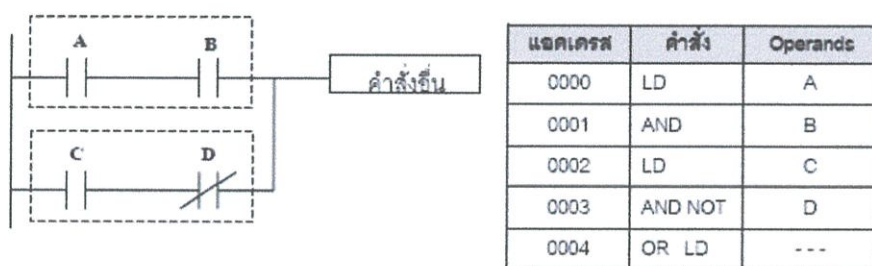 A B
คำสั่งอื่น
C D
แอดเดรส คำสั่ง Operands
0000 LD A
0001 AND B
0002 LD C
0003 AND NOT D
0004 OR LD ---